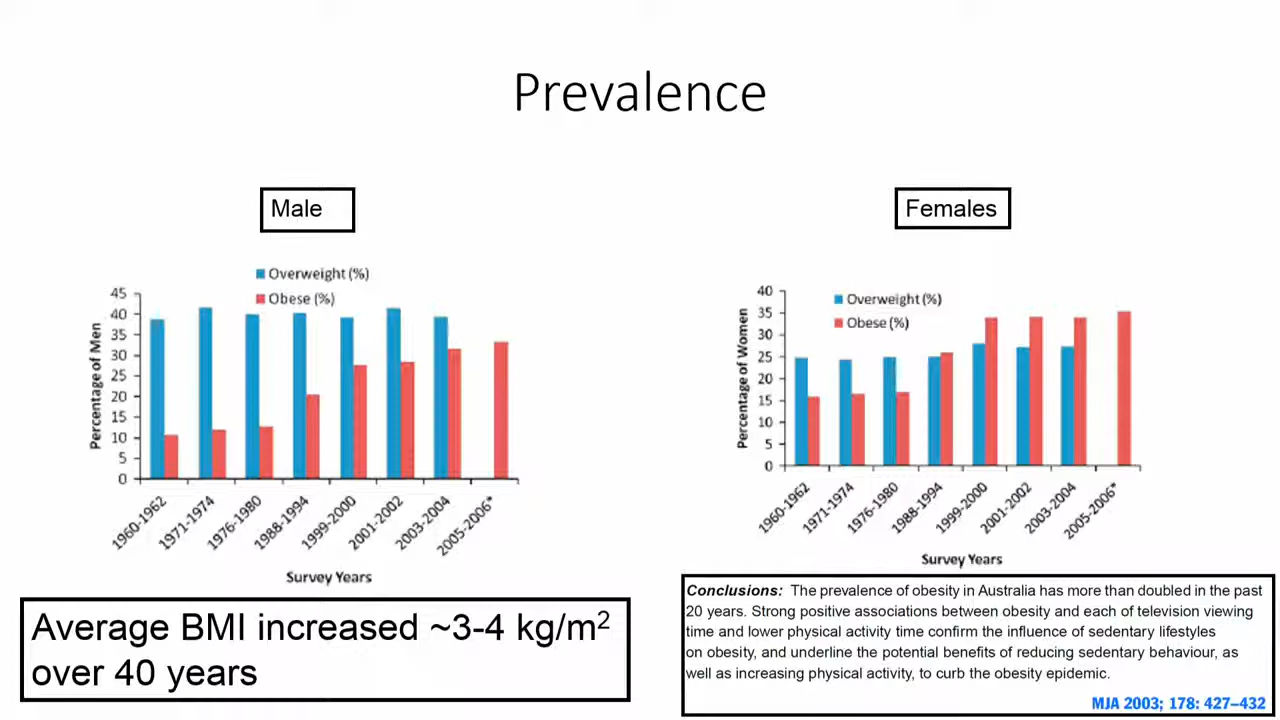 Prevalence
Male
Females
Overweight (%)
Obese (%)
Percentage of Men
45
40
35
30
25
20
15
10
5
0
1960-1962
1971-1974
1976-1980
1988-1994
1999-2000
2001-2002
2003-2004
2005-2006*
Survey Years
Overweight (%)
Obese (%)
Percentage of Women
40
35
30
25
20
15
10
5
0
1960-1962
1971-1974
1976-1980
1988-1994
1999-2000
2001-2002
2003-2004
2005-2006*
Survey Years
Average BMI increased ~3-4 kg/m²
over 40 years
Conclusions: The prevalence of obesity in Australia has more than doubled in the past
20 years. Strong positive associations between obesity and each of television viewing
time and lower physical activity time confirm the influence of sedentary lifestyles
on obesity, and underline the potential benefits of reducing sedentary behaviour, as
well as increasing physical activity, to curb the obesity epidemic.
MJA 2003; 178: 427–432